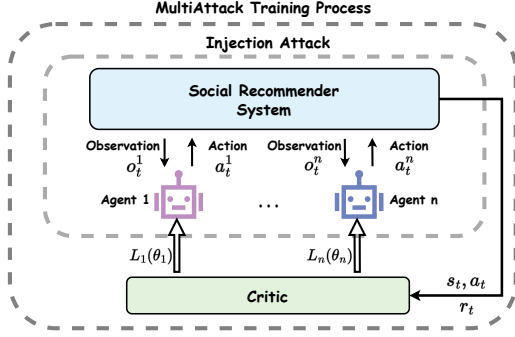 MultiAttack Training Process
Injection Attack
Social Recommender
System
Observation Action Observation Action
o_t^1 a_t^1 o_t^n a_t^n
Agent 1 ... Agent n
L_1(θ_1) L_n(θ_n)
Critic
s_t, a_t
r_t